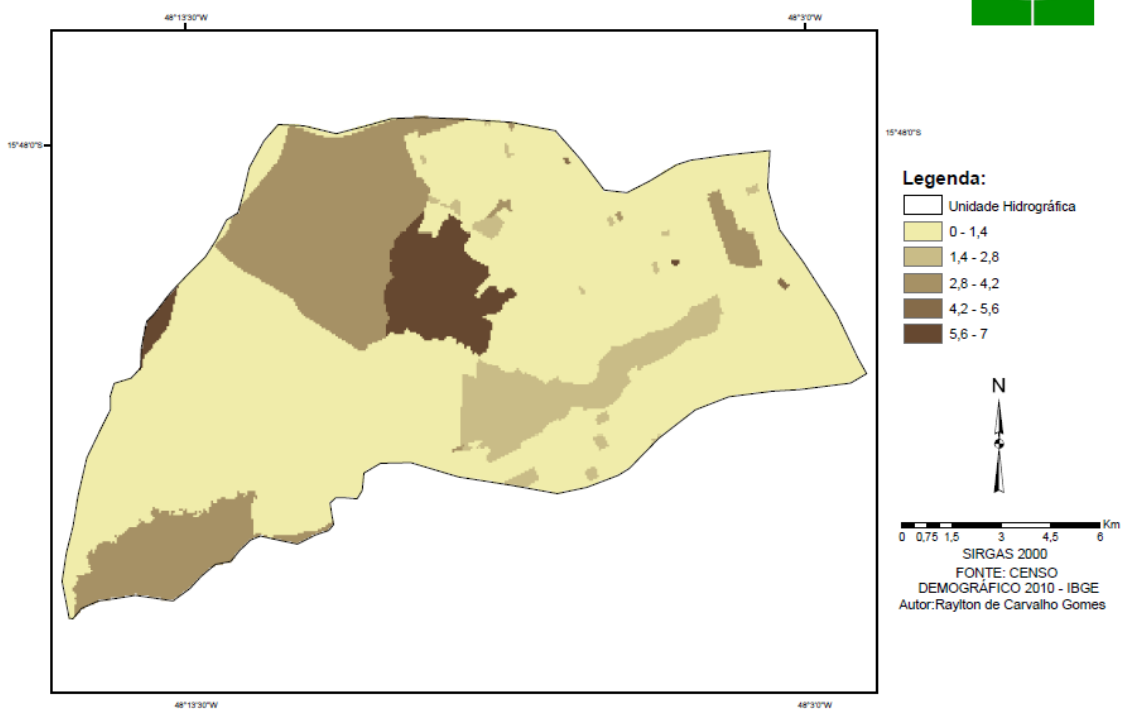 48°13'30"W
48°3'0"W
15°48'0"S
15°48'0"S
Legenda:
Unidade Hidrográfica
0 - 1,4
1,4 - 2,8
2,8 - 4,2
4,2 - 5,6
5,6 - 7
N
Km
0 0,75 1,5 3 4,5 6
SIRGAS 2000
FONTE: CENSO
DEMOGRÁFICO 2010 - IBGE
Autor:Raylton de Carvalho Gomes
48°13'30"W
48°3'0"W